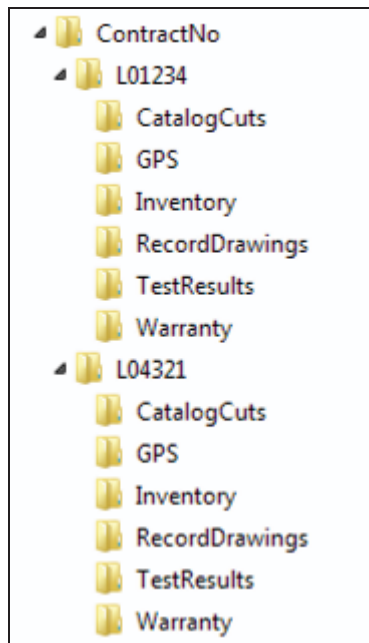 ContractNo
L01234
CatalogCuts
GPS
Inventory
RecordDrawings
TestResults
Warranty
L04321
CatalogCuts
GPS
Inventory
RecordDrawings
TestResults
Warranty